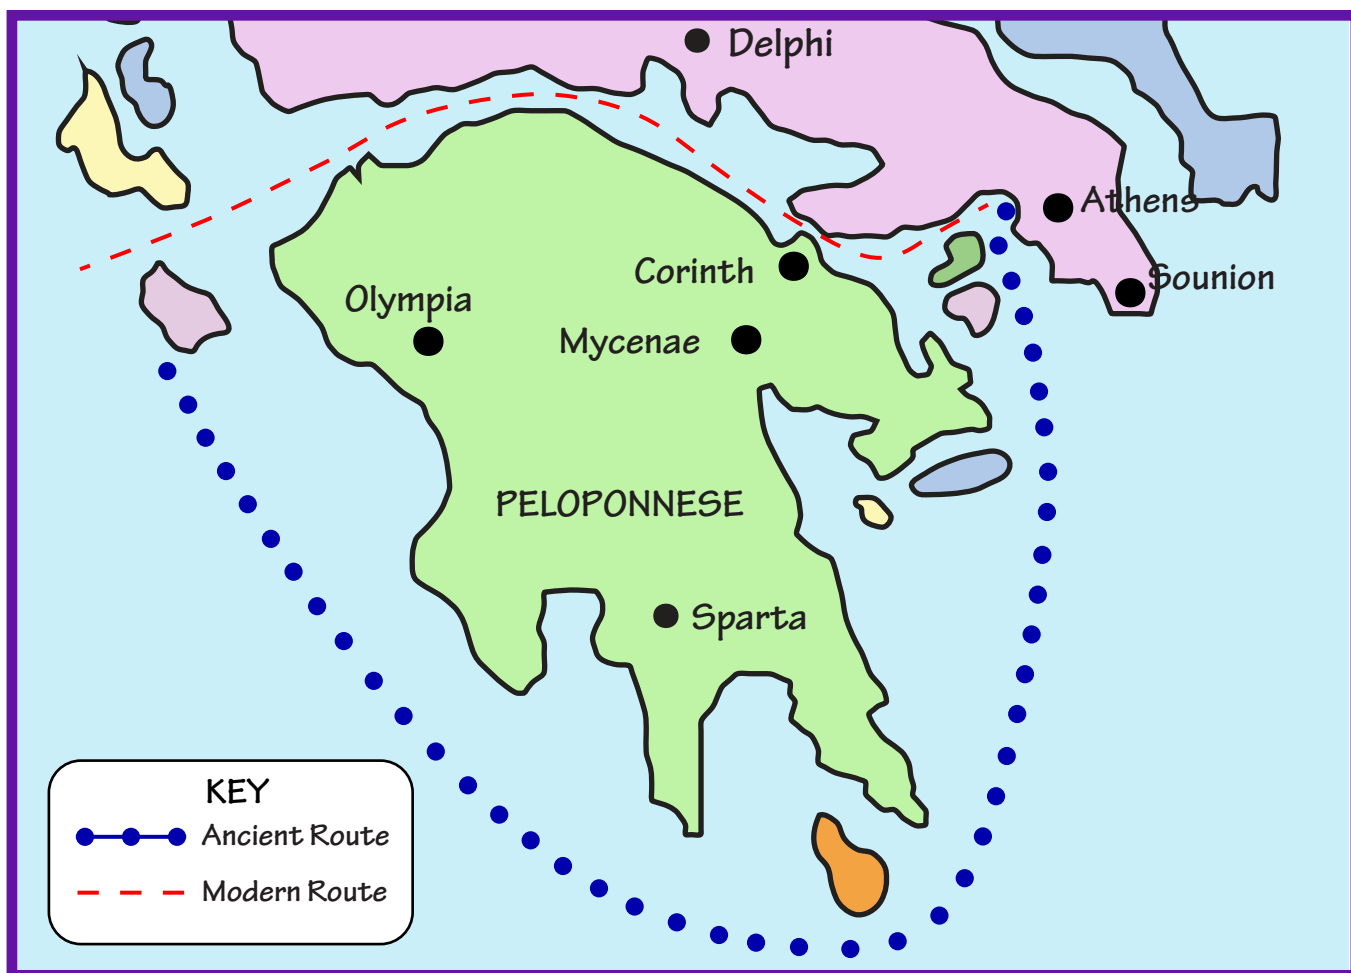 Delphi
Athens
Corinth
Sounion
Olympia
Mycenae
PELOPONNESE
Sparta
KEY
Ancient Route
Modern Route